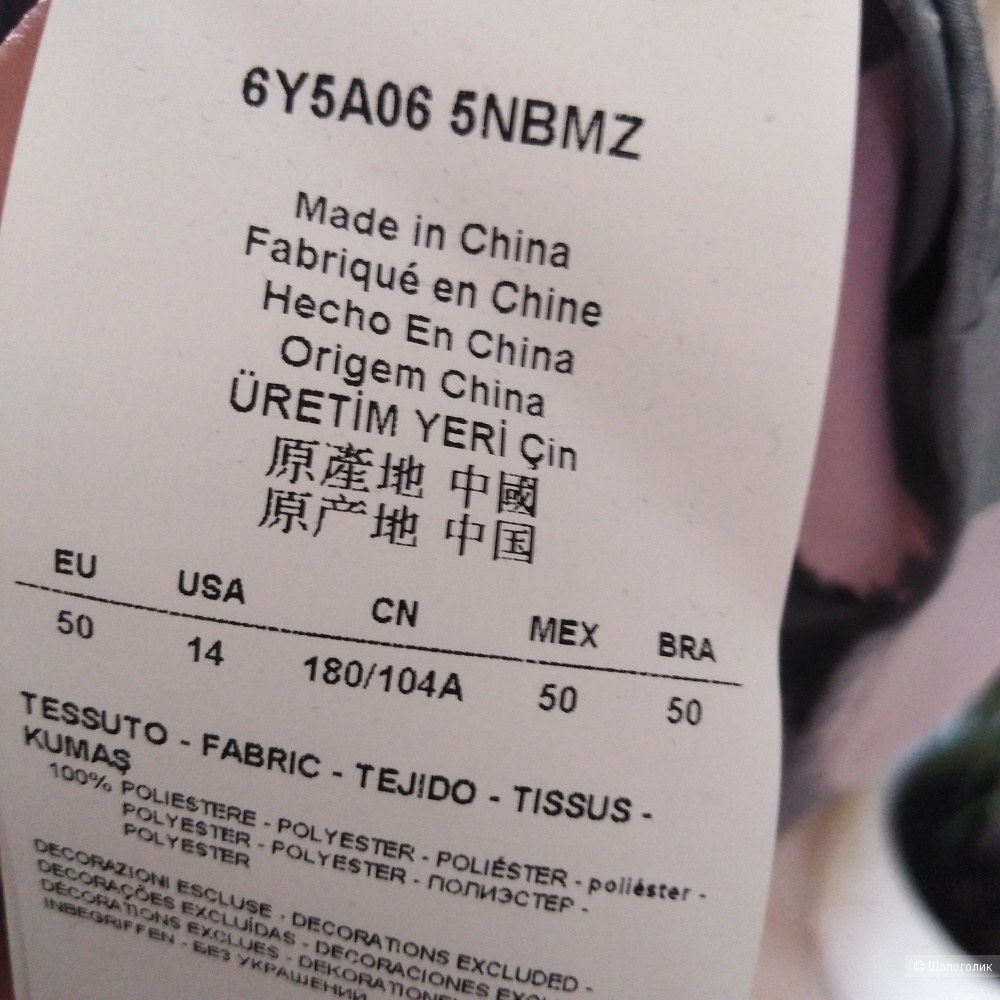 6Y5A06 5NBMZ
Made in China
Fabriqué en Chine
Hecho En China
Origem China
ÜRETİM YERİ Çin
原產地 中國
原产地 中国
EU USA CN MEX BRA
50 14 180/104A 50 50
TESSUTO - FABRIC - TEJIDO - TISSUS -
KUMAŞ
100% POLIESTERE - POLYESTER - POLIÉSTER - poliéster -
POLYESTER - POLYESTER - ПОЛИЭСТЕР -
POLYESTER
DECORAZIONI ESCLUSE - DECORATIONS EXCLUDED -
DECORAÇÕES EXCLUÍDAS - DECORACIONES
DÉCORATIONS EXCLUES -
INBEGRIFFEN - БЕЗ УКРАШЕНИЙ
© Шопоголик